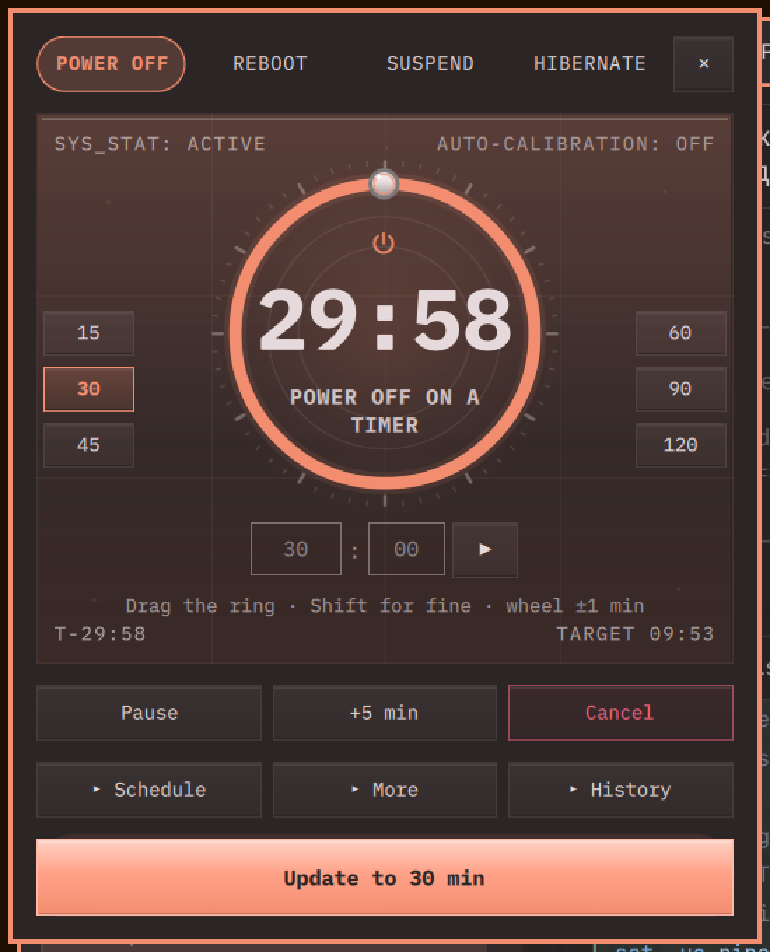 POWER OFF REBOOT SUSPEND HIBERNATE ×
SYS_STAT: ACTIVE AUTO-CALIBRATION: OFF
29:58
POWER OFF ON A
TIMER
15 60
30 90
45 120
30 : 00 ▶
Drag the ring · Shift for fine · wheel ±1 min
T-29:58 TARGET 09:53
Pause +5 min Cancel
▸ Schedule ▸ More ▸ History
Update to 30 min